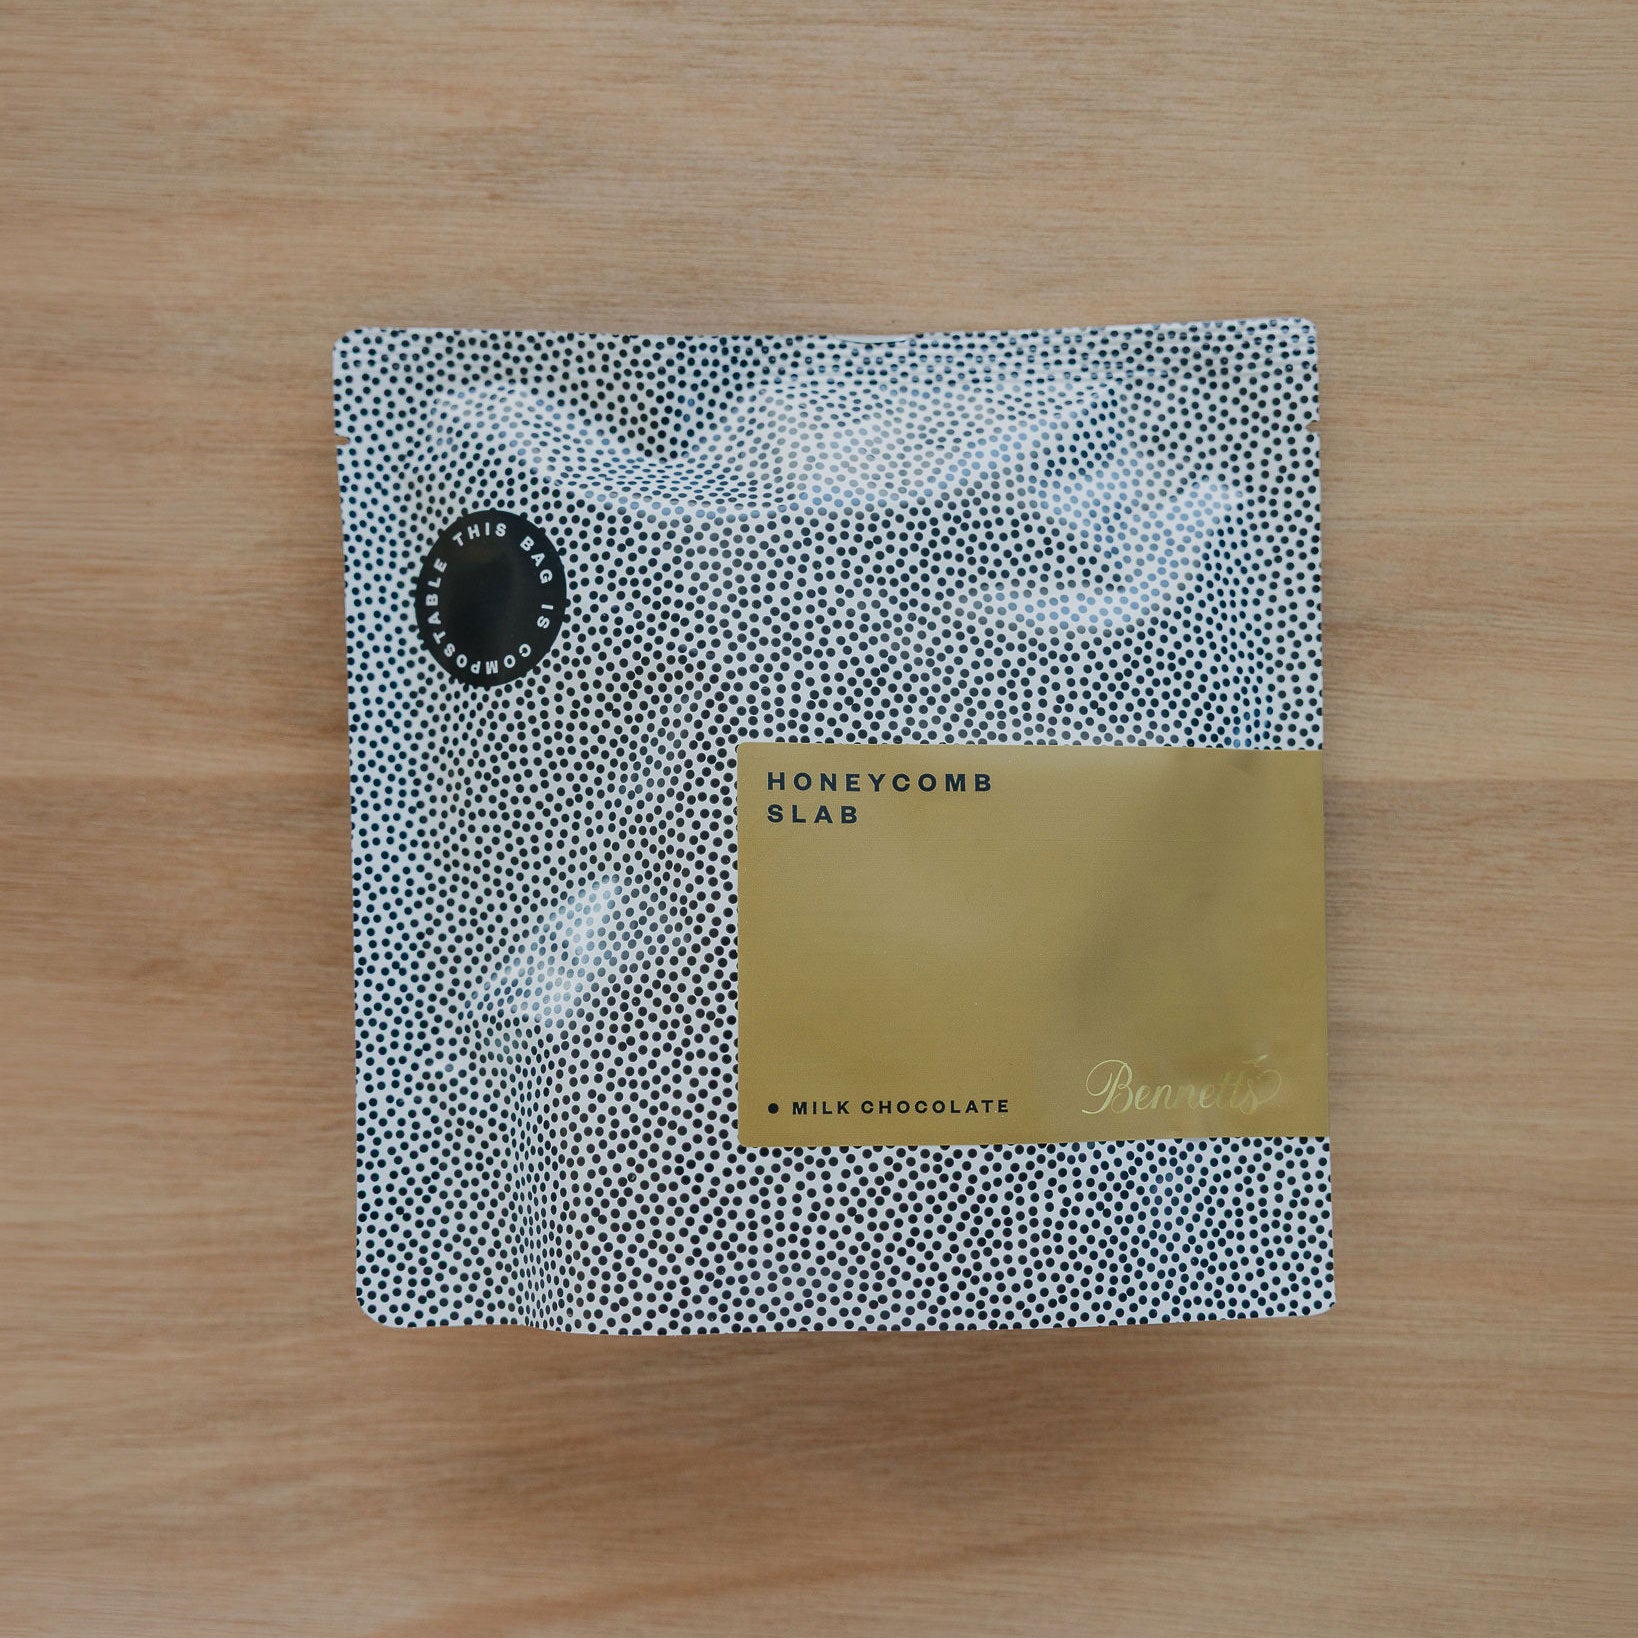 THIS BAG IS COMPOSTABLE
HONEYCOMB
SLAB
MILK CHOCOLATE
Bennetts